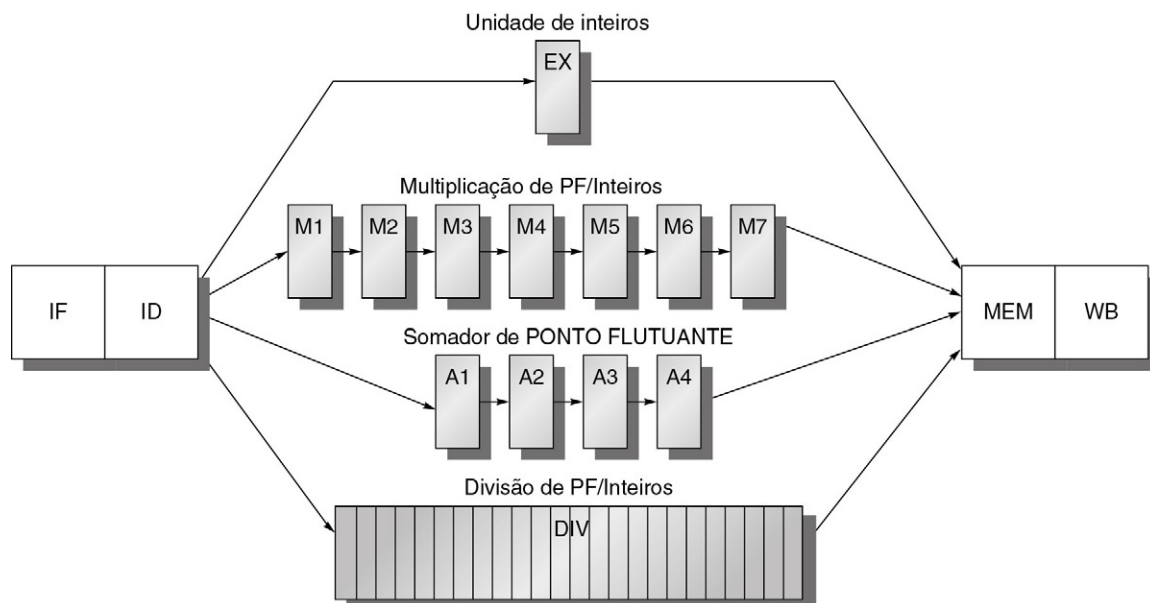 Unidade de inteiros
EX
Multiplicação de PF/Inteiros
M1 M2 M3 M4 M5 M6 M7
IF ID
MEM WB
Somador de PONTO FLUTUANTE
A1 A2 A3 A4
Divisão de PF/Inteiros
DIV